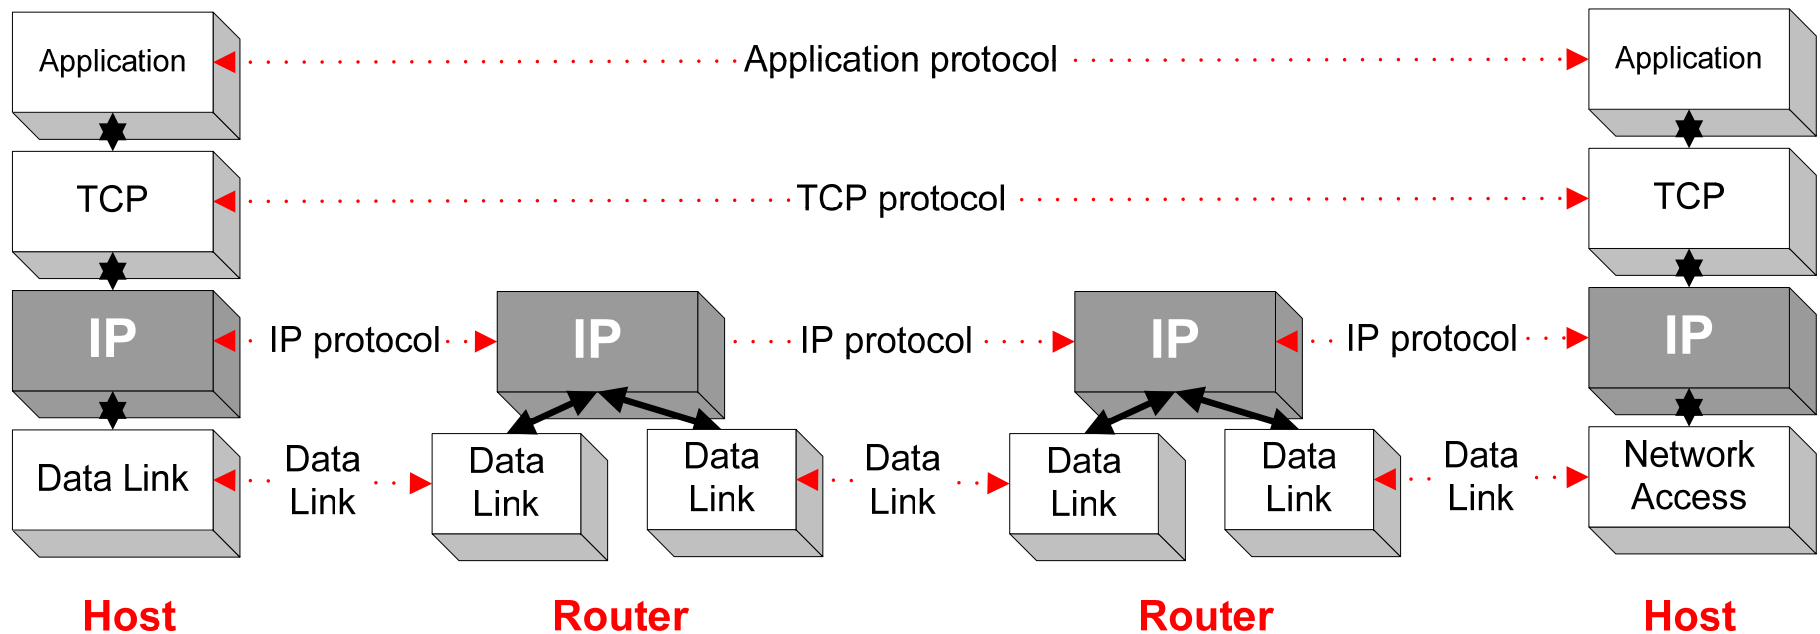 Application
Application protocol
Application
TCP
TCP protocol
TCP
IP
IP protocol
IP
IP protocol
IP
IP protocol
IP
Data Link
Data
Link
Data
Link
Data
Link
Data
Link
Data
Link
Data
Link
Data
Link
Network
Access
Host
Router
Router
Host